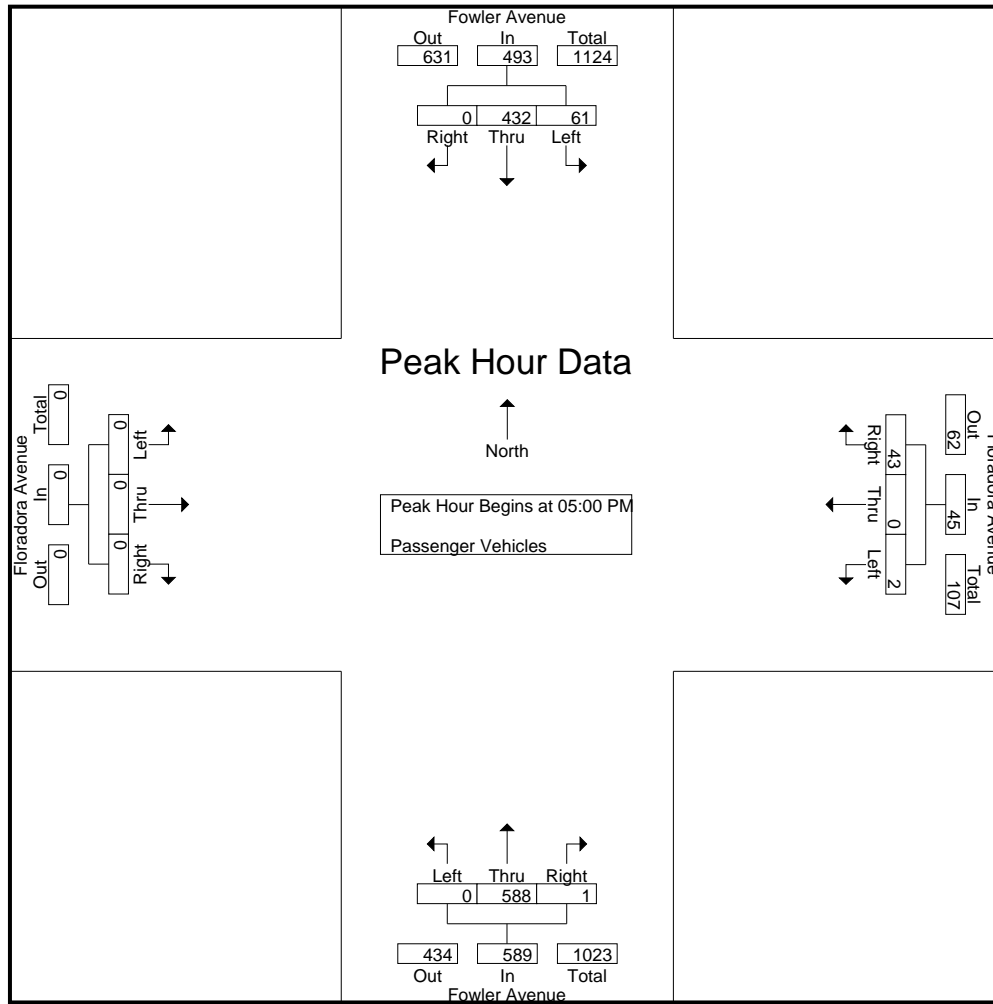 Fowler Avenue
Out In Total
631 493 1124
0 432 61
Right Thru Left
Peak Hour Data
North
Peak Hour Begins at 05:00 PM
Passenger Vehicles
Floradora Avenue
Total In Out
0 0 0
0 0 0
Left Thru Right
Floradora Avenue
Out In Total
62 45 107
43 0 2
Right Thru Left
Left Thru Right
0 588 1
434 589 1023
Out In Total
Fowler Avenue